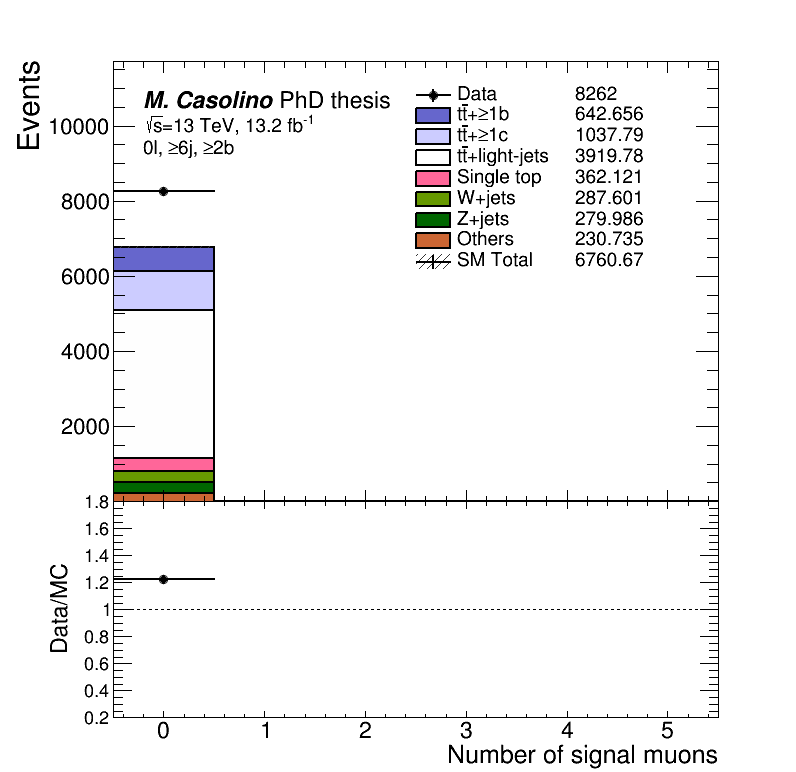 Events
M. Casolino PhD thesis
√s=13 TeV, 13.2 fb⁻¹
0l, ≥6j, ≥2b
Data 8262
tt̄+≥1b 642.656
tt̄+≥1c 1037.79
tt̄+light-jets 3919.78
Single top 362.121
W+jets 287.601
Z+jets 279.986
Others 230.735
SM Total 6760.67
10000
8000
6000
4000
2000
Data/MC
1.8
1.6
1.4
1.2
1
0.8
0.6
0.4
0.2
0 1 2 3 4 5
Number of signal muons